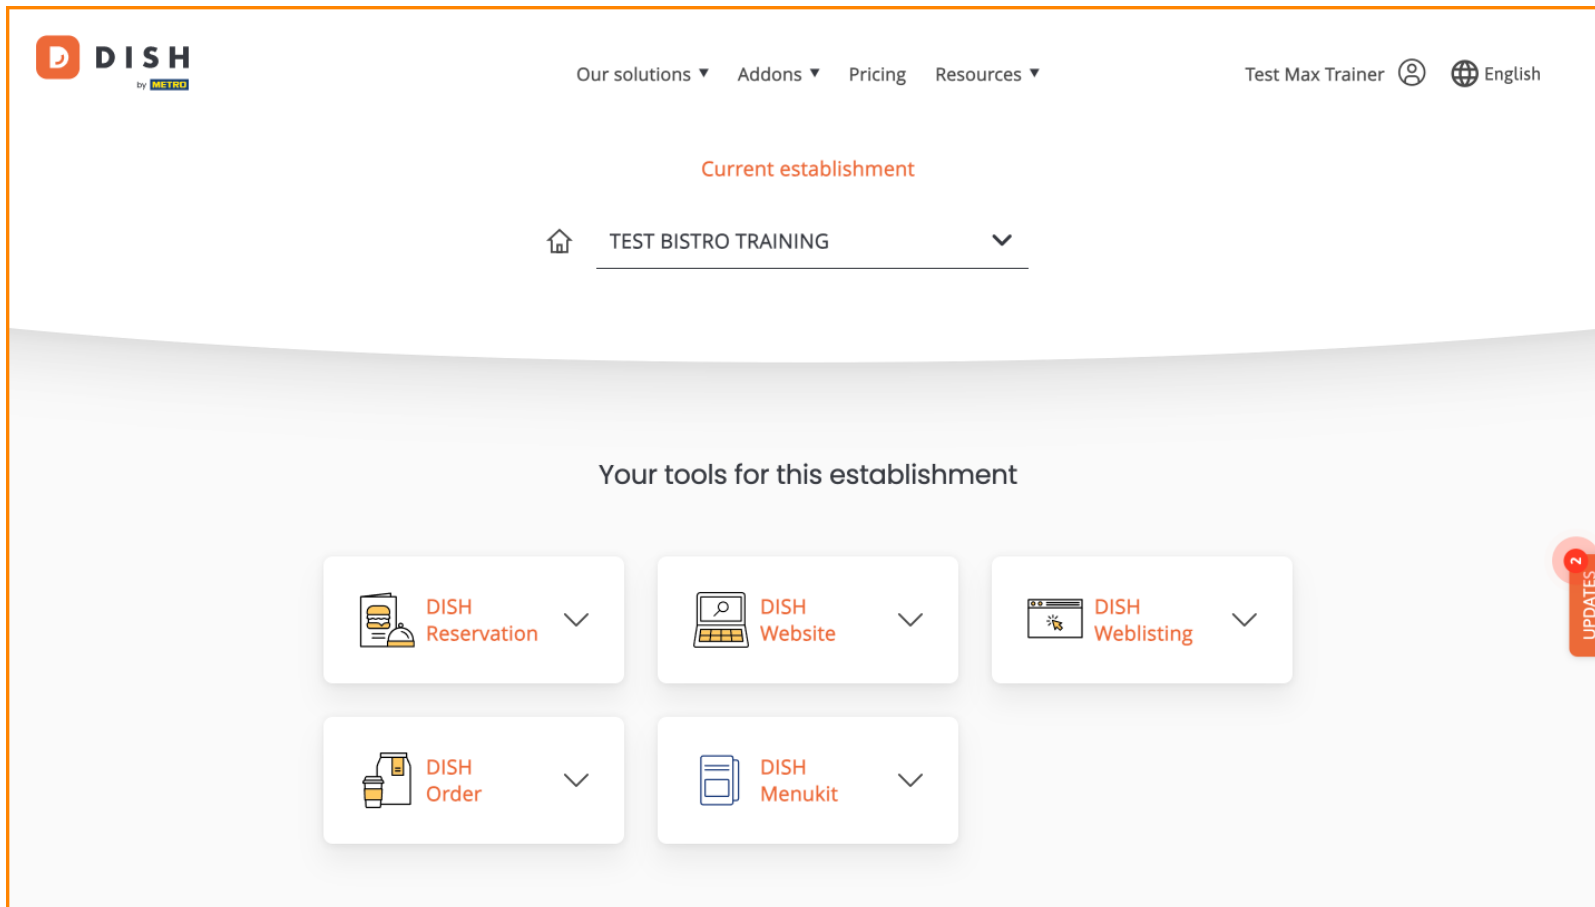 DISH
by METRO
Our solutions ▼ Addons ▼ Pricing Resources ▼
Test Max Trainer English
Current establishment
TEST BISTRO TRAINING
Your tools for this establishment
DISH
Reservation
DISH
Website
DISH
Weblisting
DISH
Order
DISH
Menukit
2
UPDATES